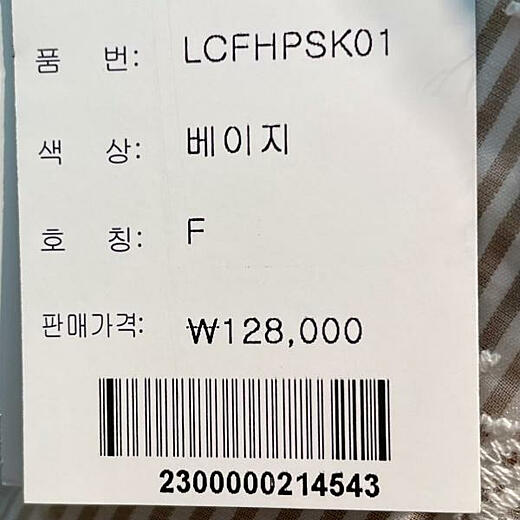 품 번: LCFHPSK01
색 상: 베이지
호 칭: F
판매가격: ₩128,000
2300000214543